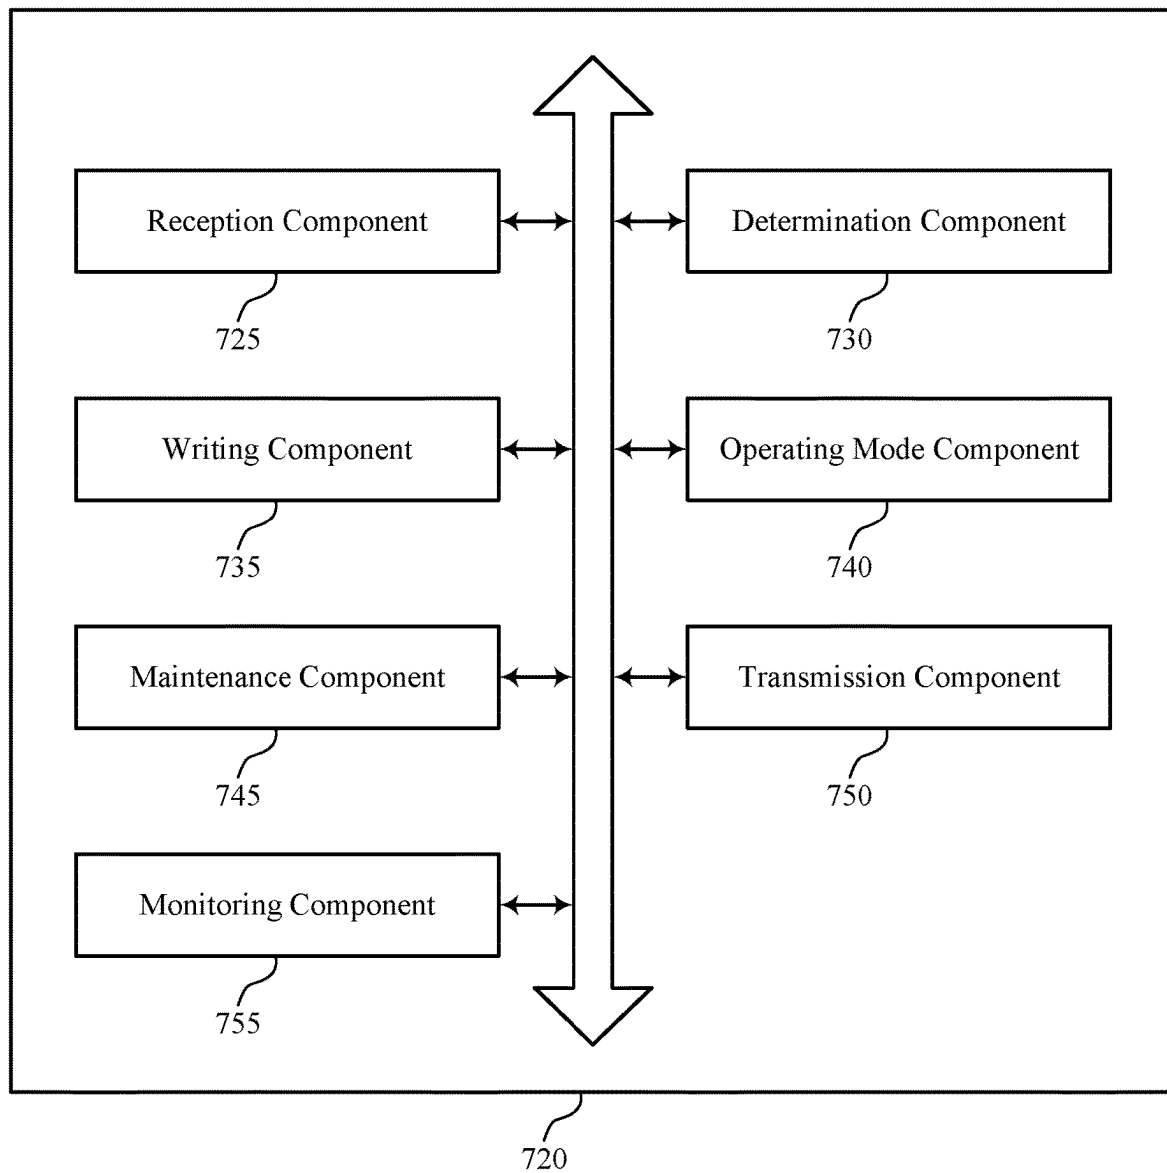 Reception Component
Determination Component
725
730
Writing Component
Operating Mode Component
735
740
Maintenance Component
Transmission Component
745
750
Monitoring Component
755
720